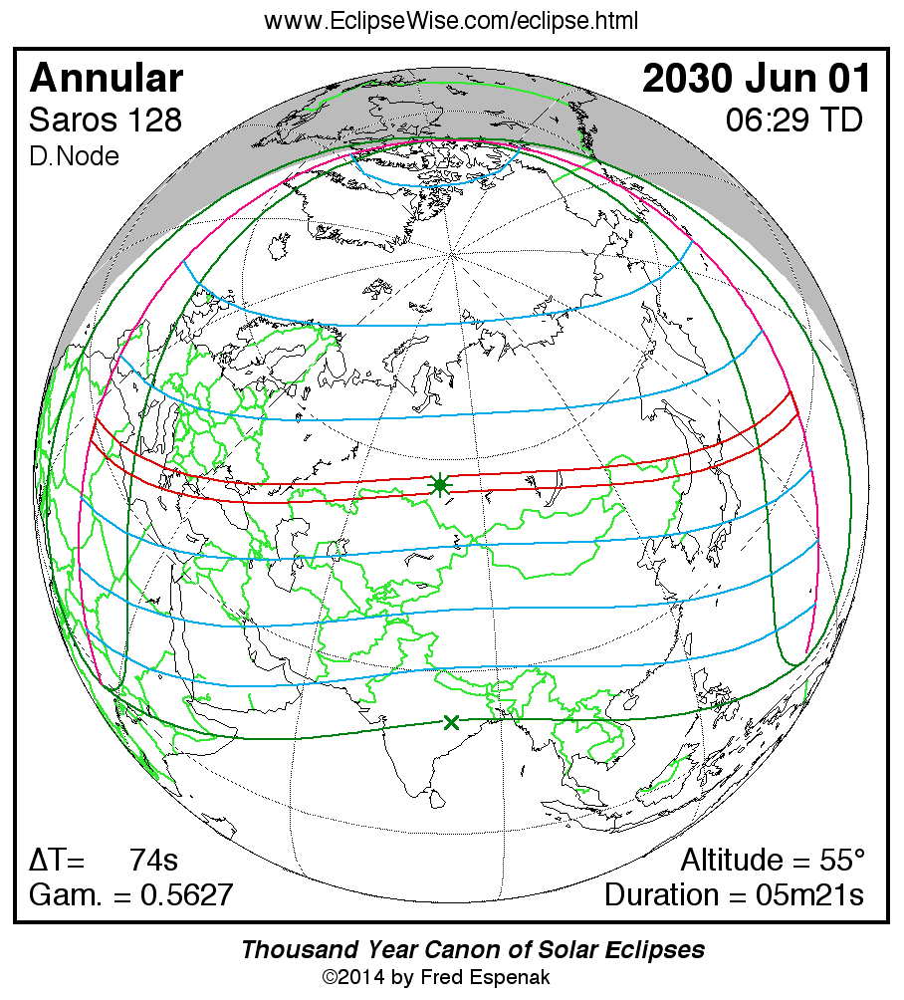 www.EclipseWise.com/eclipse.html
Annular
2030 Jun 01
Saros 128
06:29 TD
D.Node
ΔT= 74s
Altitude = 55°
Gam. = 0.5627
Duration = 05m21s
Thousand Year Canon of Solar Eclipses
©2014 by Fred Espenak